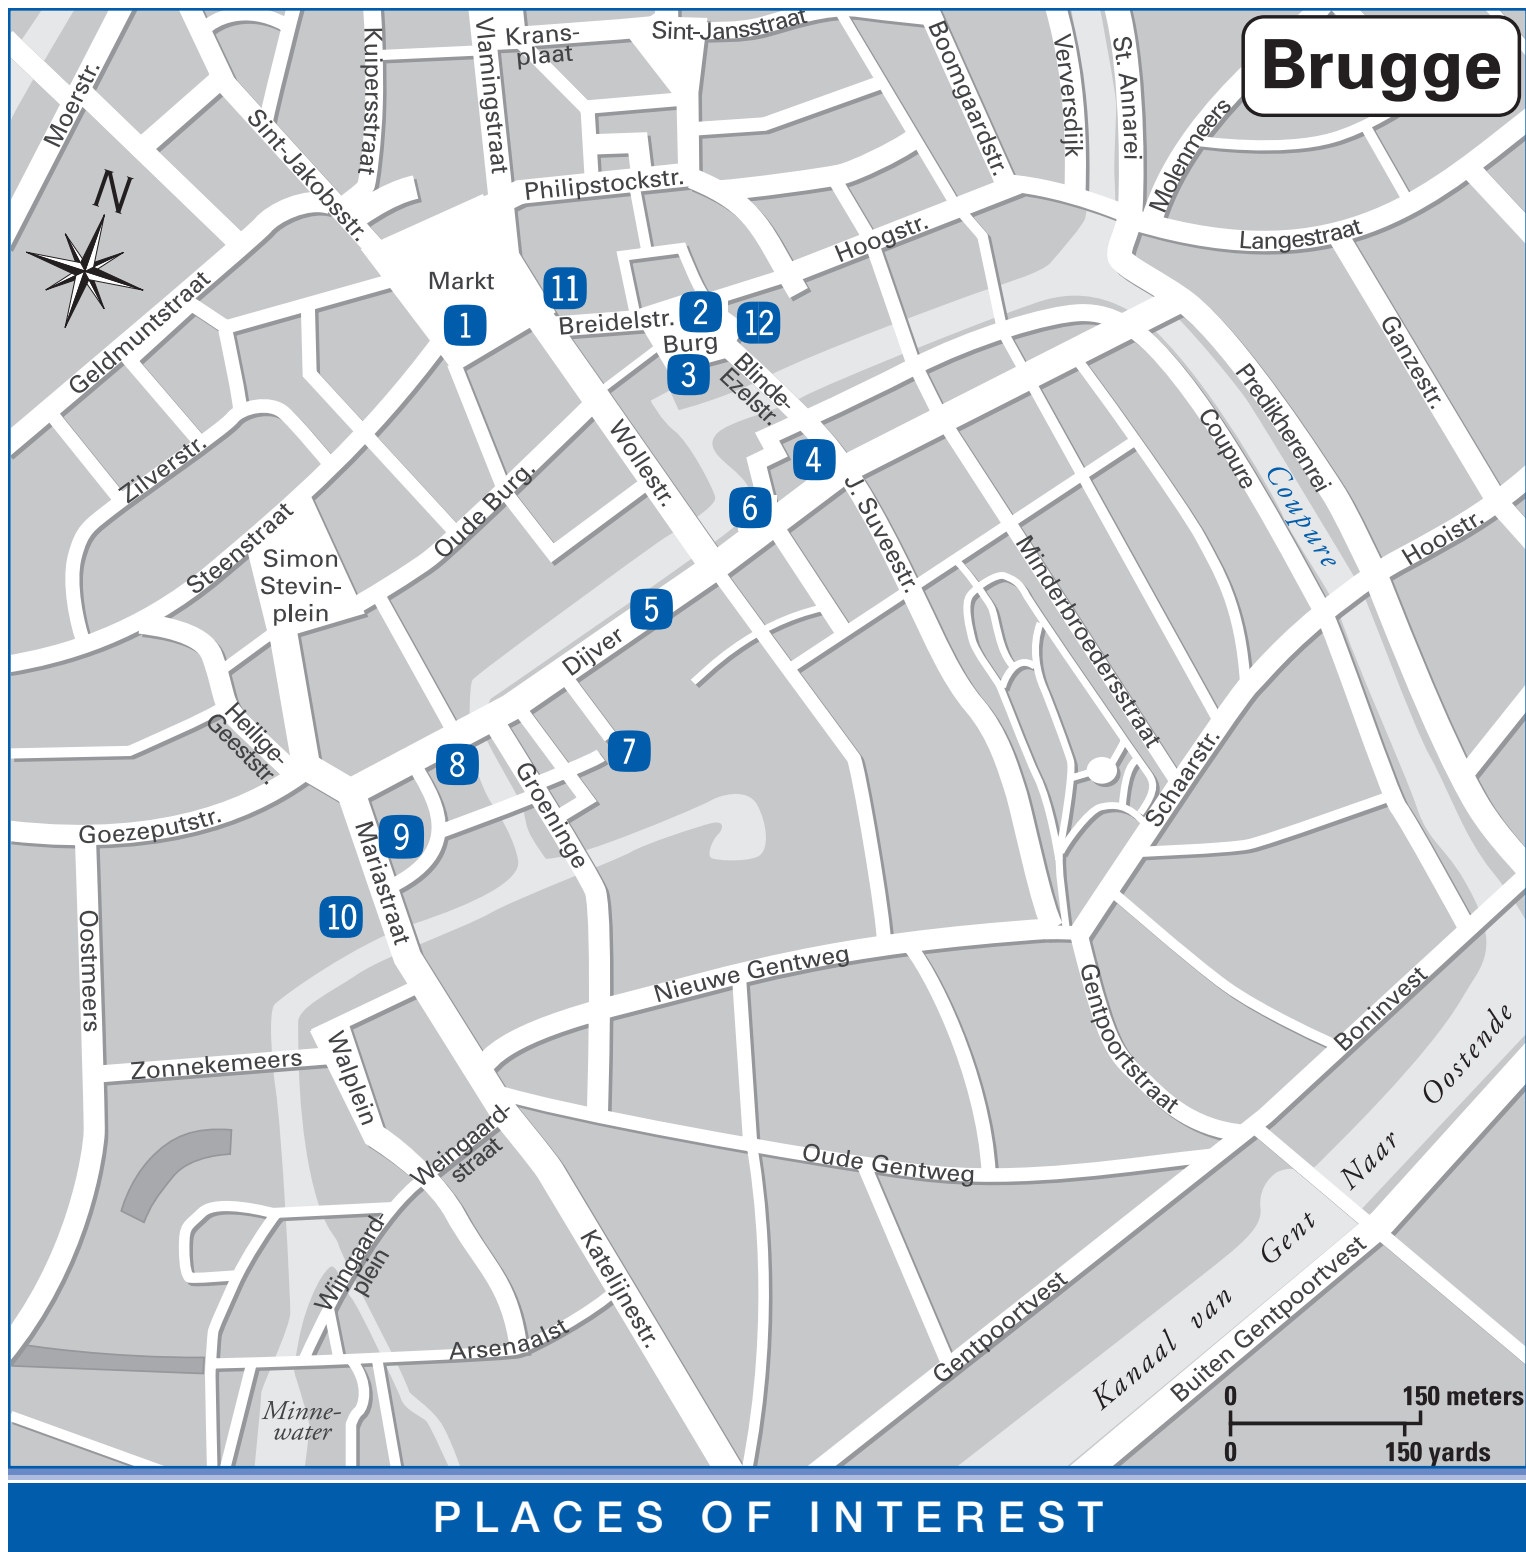 Brugge
Moerstr.
Kuipersstraat
Vlamingstraat
Krans-
plaat
Sint-Jansstraat
Boomgaardstr.
Verversdijk
St. Annarei
Molenmeers
Sint-Jakobsstr.
Philipstockstr.
Hoogstr.
Langestraat
N
Geldmuntstraat
Markt
1
11
Breidelstr.
2
12
Burg
3
Blinde-
Ezelstr.
Ganzestr.
Predikherenrei
Coupure
Coupure
Zilverstr.
Wollestr.
4
Oude Burg.
6
J. Suveestr.
Steenstraat
Hooistr.
Simon
Stevin-
plein
Minderbroedersstraat
5
Dijver
Heilige-
Geeststr.
7
8
Groeninge
Schaarstr.
Goezeputstr.
9
Mariastraat
10
Oostmeers
Nieuwe Gentweg
Gentpoortstraat
Boninvest
Zonnekemeers
Walplein
Weingaard-
straat
Oude Gentweg
Kanaal van Gent Naar Oostende
Wijngaard-
plein
Katelijnestr.
Arsenaalst
Gentpoortvest
Buiten Gentpoortvest
Minne-
water
0 150 meters
0 150 yards
PLACES OF INTEREST